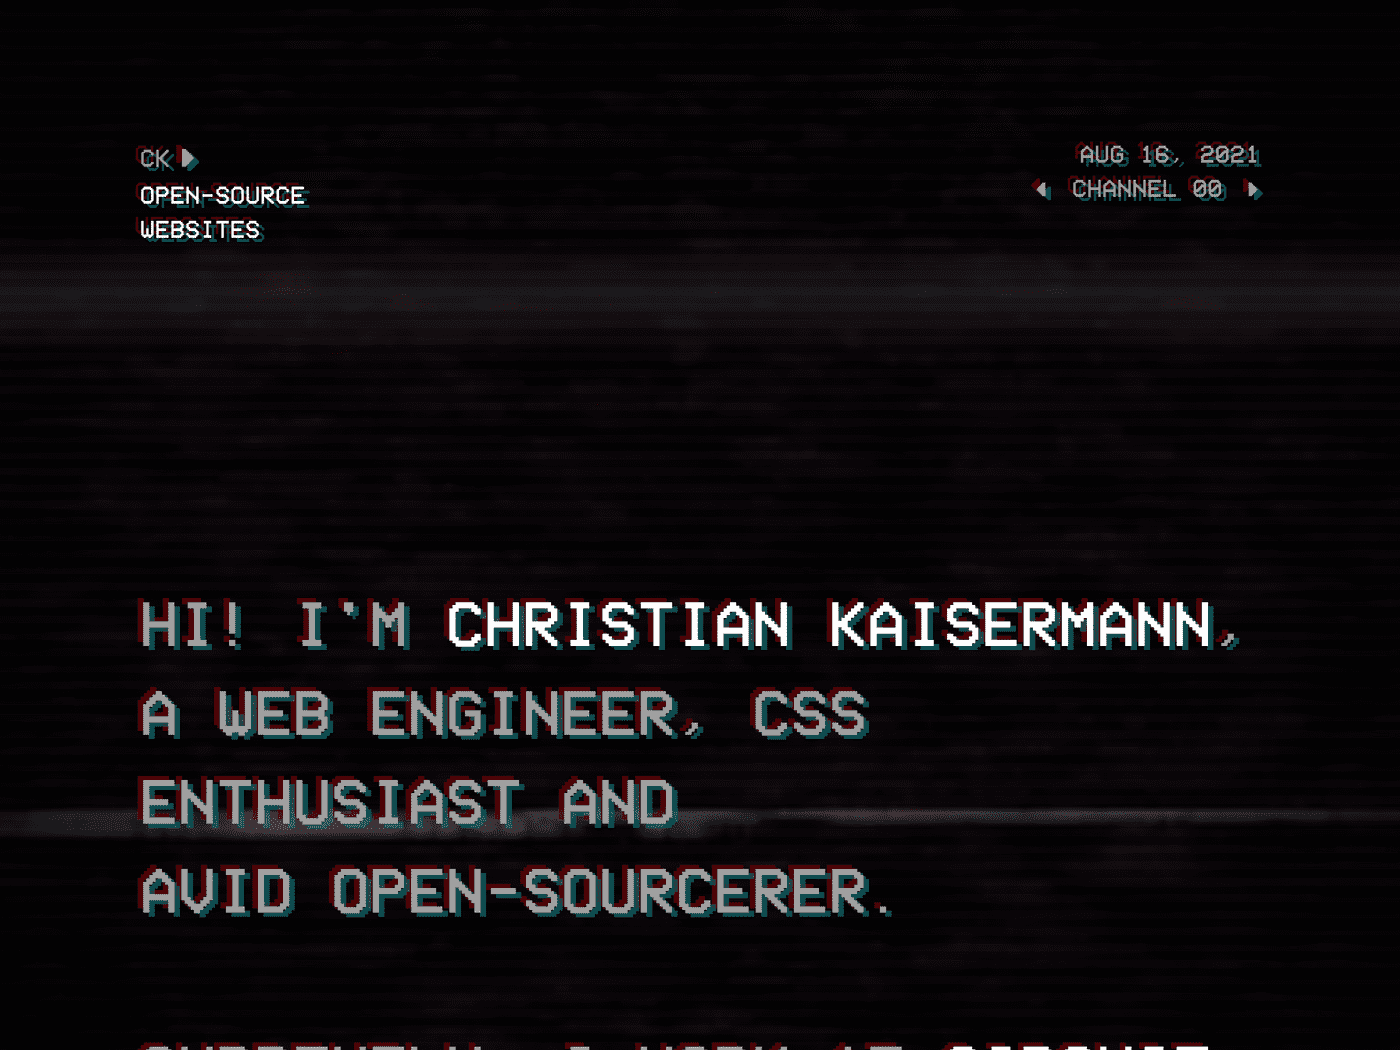 CK
OPEN-SOURCE
WEBSITES
AUG 16, 2021
CHANNEL 00
HI! I'M CHRISTIAN KAISERMANN,
A WEB ENGINEER, CSS
ENTHUSIAST AND
AVID OPEN-SOURCERER.